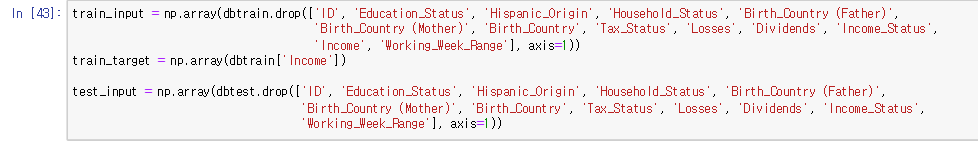 In [43]: train_input = np.array(dbtrain.drop(['ID', 'Education_Status', 'Hispanic_Origin', 'Household_Status', 'Birth_Country (Father)',
'Birth_Country (Mother)', 'Birth_Country', 'Tax_Status', 'Losses', 'Dividends', 'Income_Status',
'Income', 'Working_Week_Range'], axis=1))
train_target = np.array(dbtrain['Income'])
test_input = np.array(dbtest.drop(['ID', 'Education_Status', 'Hispanic_Origin', 'Household_Status', 'Birth_Country (Father)',
'Birth_Country (Mother)', 'Birth_Country', 'Tax_Status', 'Losses', 'Dividends', 'Income_Status',
'Working_Week_Range'], axis=1))